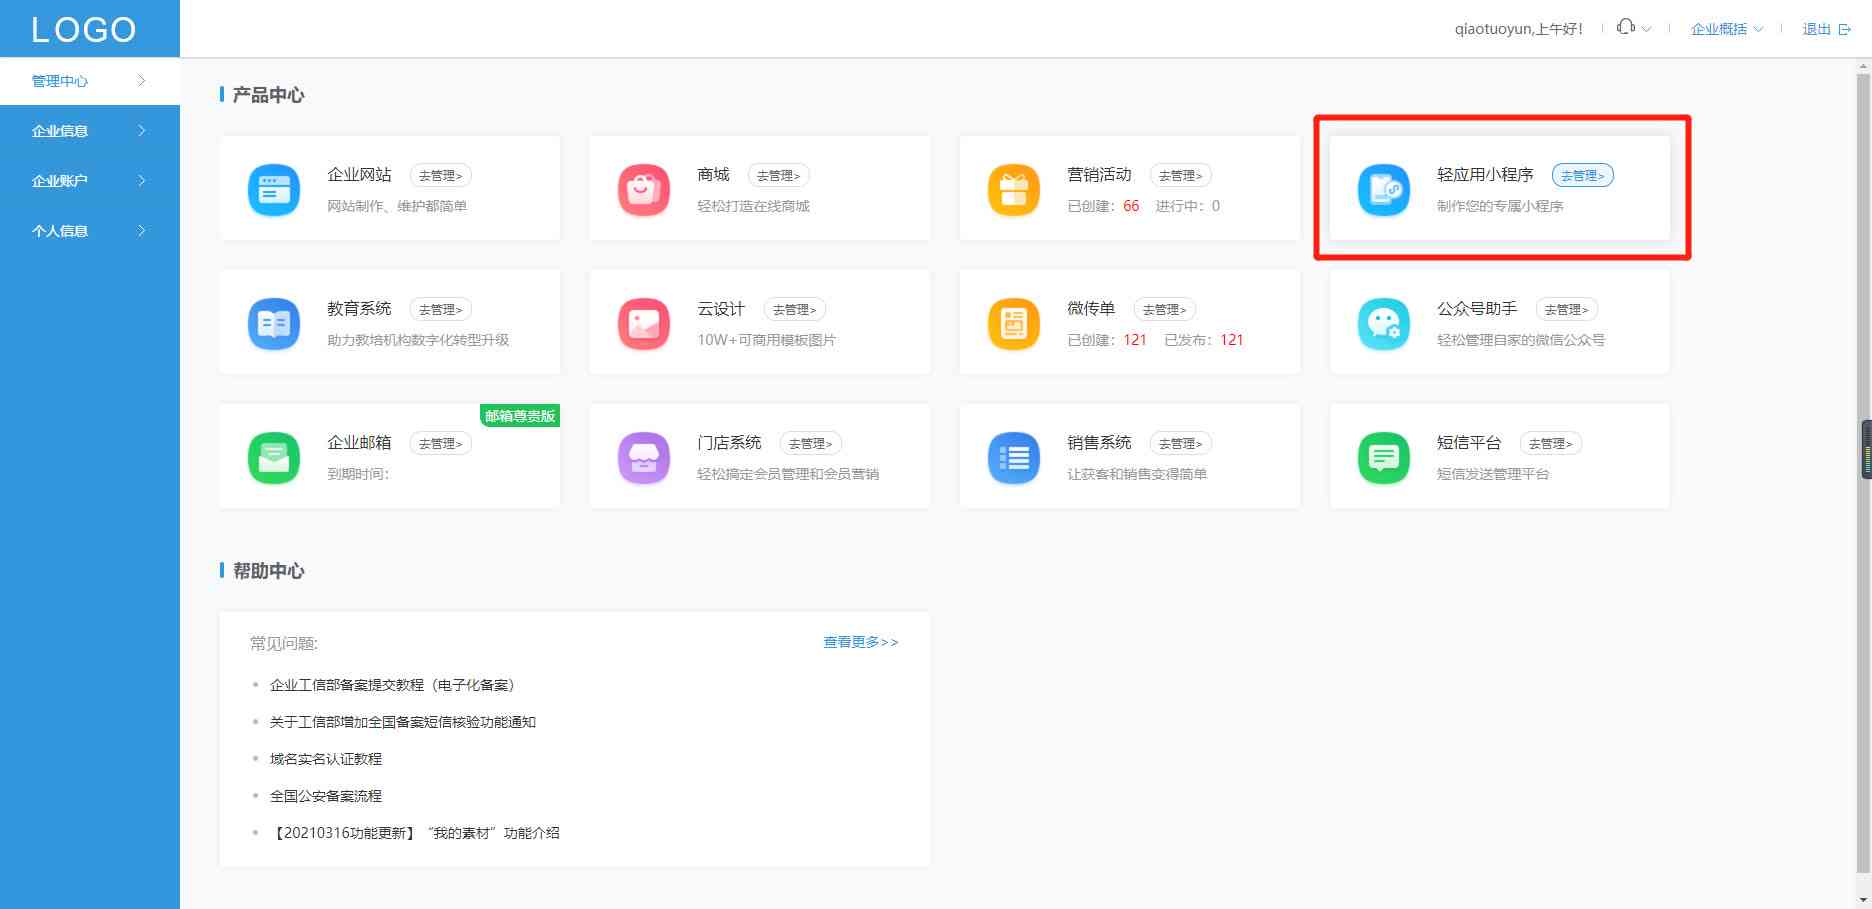 LOGO
qiaotuoyun,上午好!
企业概括
退出
管理中心
企业信息
企业账户
个人信息
产品中心
企业网站 去管理>
网站制作、维护都简单
商城 去管理>
轻松打造在线商城
营销活动 去管理>
已创建: 66 进行中: 0
轻应用小程序 去管理>
制作您的专属小程序
教育系统 去管理>
助力教培机构数字化转型升级
云设计 去管理>
10W+可商用模板图片
微传单 去管理>
已创建: 121 已发布: 121
公众号助手 去管理>
轻松管理自家的微信公众号
邮箱尊贵版
企业邮箱 去管理>
到期时间:
门店系统 去管理>
轻松搞定会员管理和会员营销
销售系统 去管理>
让获客和销售变得简单
短信平台 去管理>
短信发送管理平台
帮助中心
常见问题:
查看更多>>
企业工信部备案提交教程（电子化备案）
关于工信部增加全国备案短信核验功能通知
域名实名认证教程
全国公安备案流程
【20210316功能更新】“我的素材”功能介绍